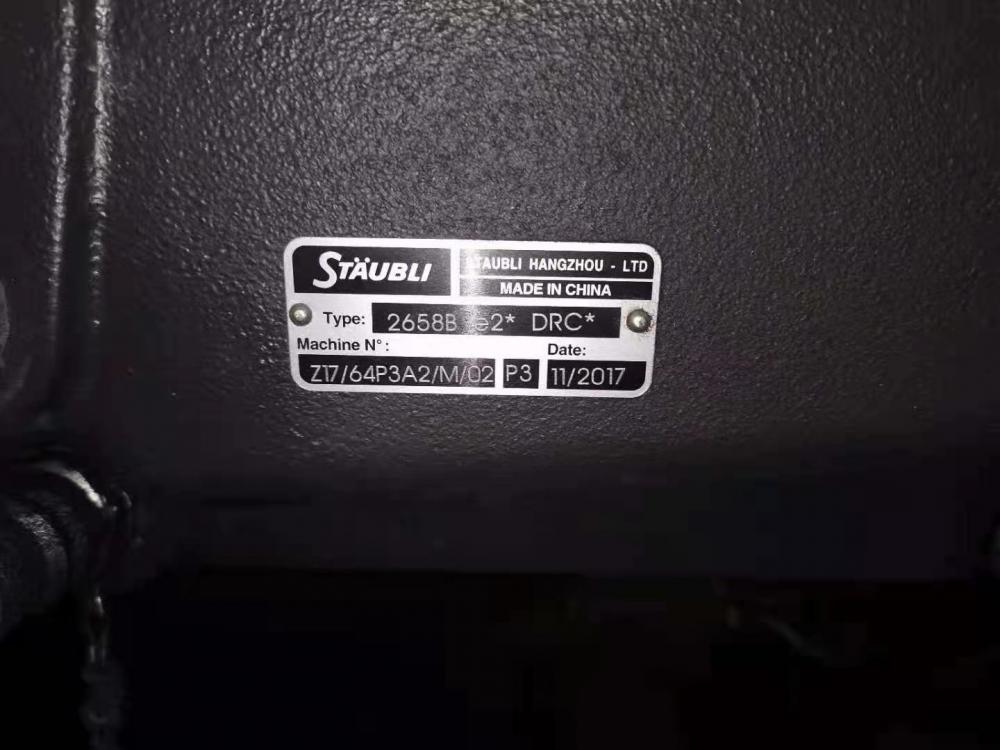 STÄUBLI
STAUBLI HANGZHOU - LTD
MADE IN CHINA
Type: 2658B e2* DRC*
Machine N°:
Date:
Z17/64P3A2/M/02 P3 11/2017